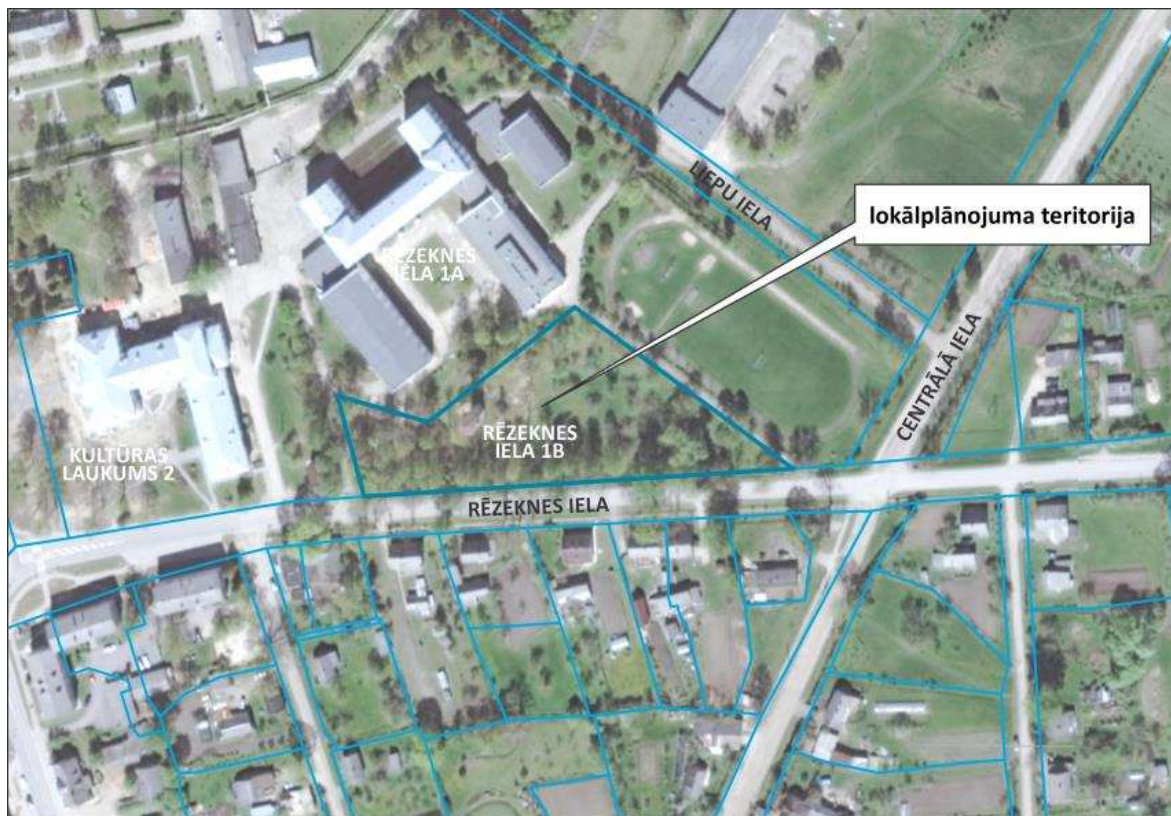 LIEPU IELA
lokālplānojuma teritorija
RĒZEKNES
IELA 1A
CENTRĀLĀ IELA
RĒZEKNES
IELA 1B
KULTŪRAS
LAUKUMS 2
RĒZEKNES IELA